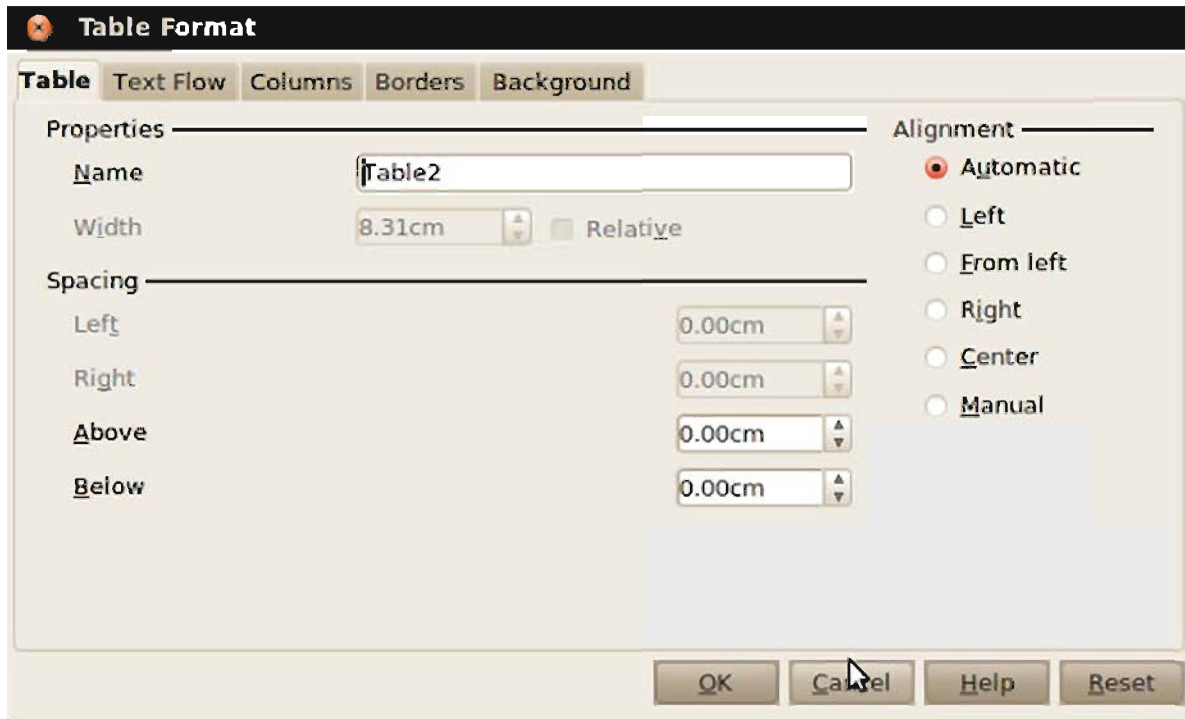 Table Format
Table Text Flow Columns Borders Background
Properties
Name Table2
Width 8.31cm Relative
Spacing
Left 0.00cm
Right 0.00cm
Above 0.00cm
Below 0.00cm
Alignment
Automatic
Left
From left
Right
Center
Manual
OK Cancel Help Reset